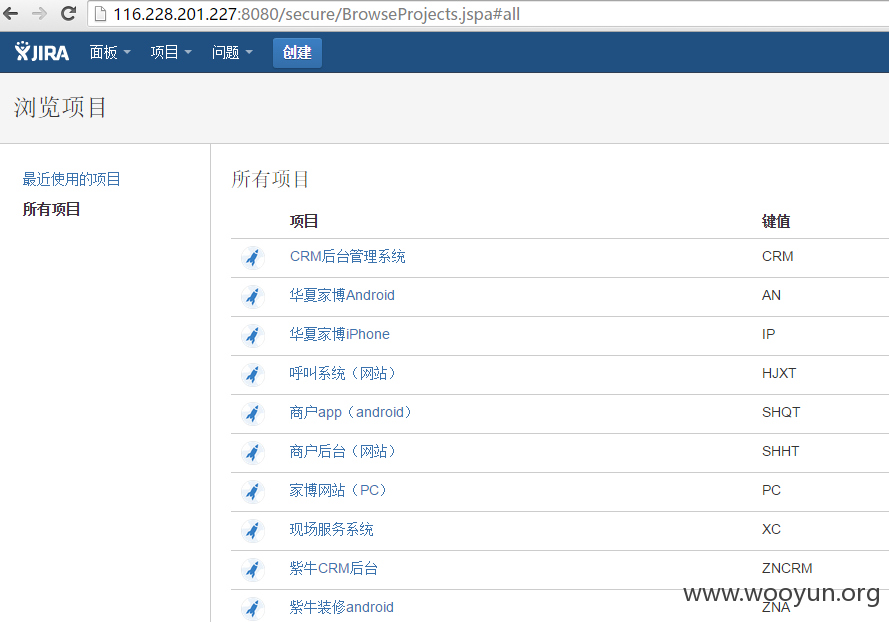 116.228.201.227:8080/secure/BrowseProjects.jspa#all
JIRA 面板 项目 问题 创建
浏览项目
最近使用的项目
所有项目
所有项目
项目 键值
CRM后台管理系统 CRM
华夏家博Android AN
华夏家博iPhone IP
呼叫系统（网站） HJXT
商户app（android） SHQT
商户后台（网站） SHHT
家博网站（PC） PC
现场服务系统 XC
紫牛CRM后台 ZNCRM
紫牛装修android ZNA
www.wooyun.org